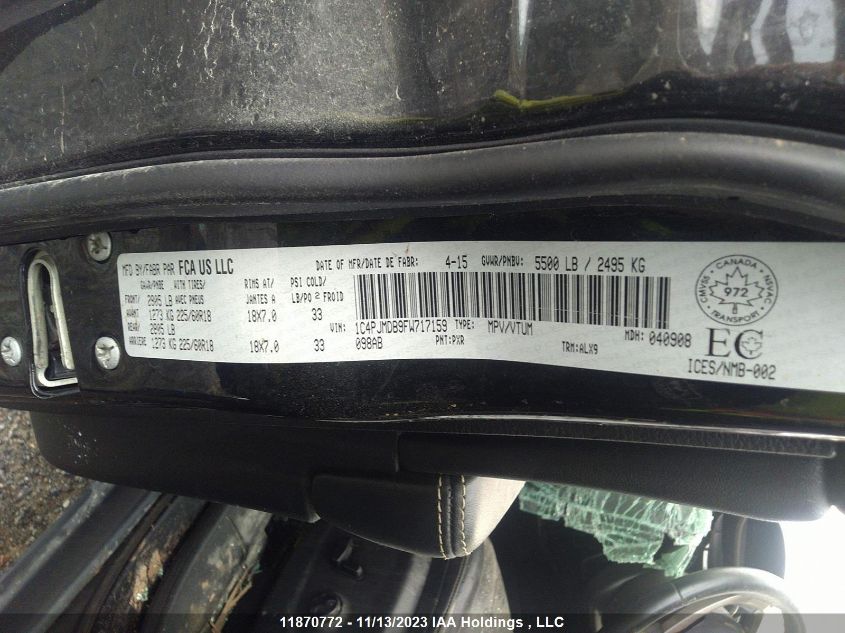 MFD BY/FABR PAR FCA US LLC DATE OF MFR/DATE DE FABR: 4-15 GVWR/PNBV: 5500 LB / 2495 KG
GAWR/PNBE WITH TIRES/ RIMS AT/ PSI COLD/
FRONT/ 2805 LB AVEC PNEUS JANTES A LB/PO2 FROID
AVANT 1273 KG 225/60R18 18X7.0 33
REAR/ 2805 LB
ARRIERE 1273 KG 225/60R18 18X7.0 33
VIN: 1C4PJMDB9FW717159 TYPE: MPV/VTUM MDH: 040908
098AB PNT: PXR TRM: ALX9
CMVSS CANADA NSVAC
972
TRANSPORT
EC
ICES/NMB-002
11870772 - 11/13/2023 IAA Holdings , LLC